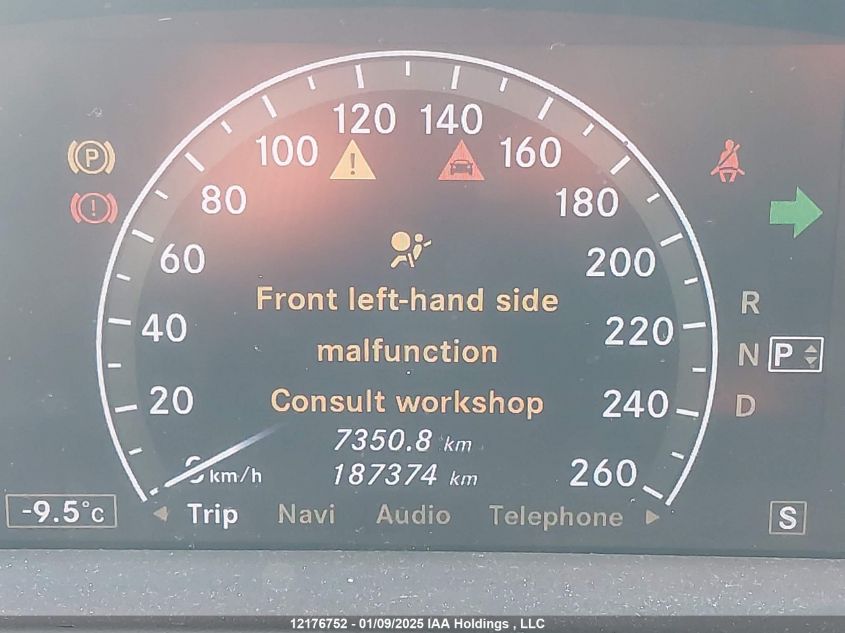 120 140
100 160
80 180
60 200
40 220
20 240
0 km/h 260
P
!
!
Front left-hand side
malfunction
Consult workshop
7350.8 km
187374 km
R
N P
D
-9.5°C
Trip Navi Audio Telephone
S
12176752 - 01/09/2025 IAA Holdings , LLC